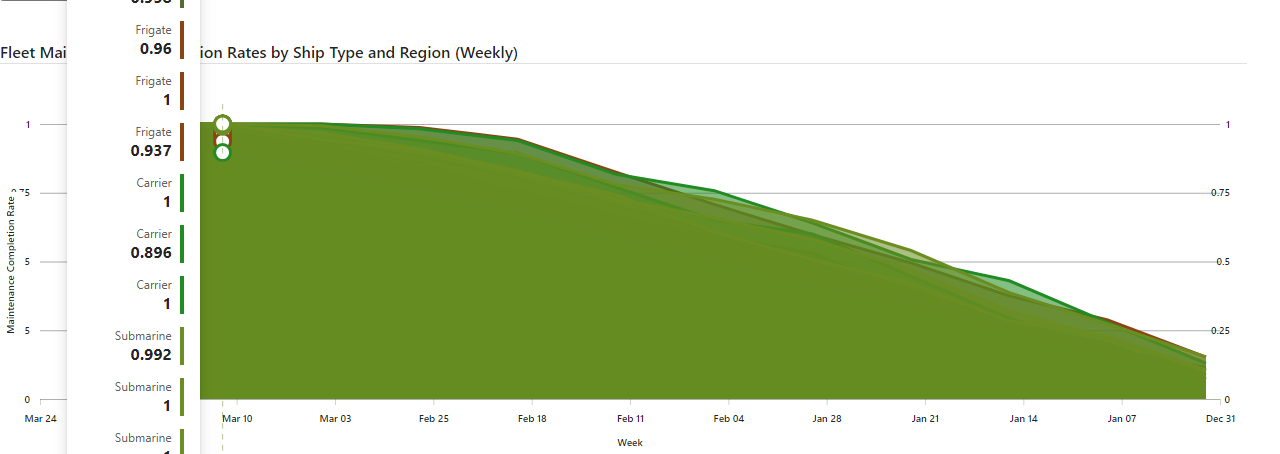 Frigate
0.96
Fleet Mai
ion Rates by Ship Type and Region (Weekly)
Frigate
1
Frigate
0.937
Carrier
1
Carrier
0.896
Carrier
1
Submarine
0.992
Submarine
1
Submarine
Maintenance Completion Rate
1
75
5
5
0
1
0.75
0.5
0.25
0
Mar 24
Mar 10
Mar 03
Feb 25
Feb 18
Feb 11
Feb 04
Jan 28
Jan 21
Jan 14
Jan 07
Dec 31
Week